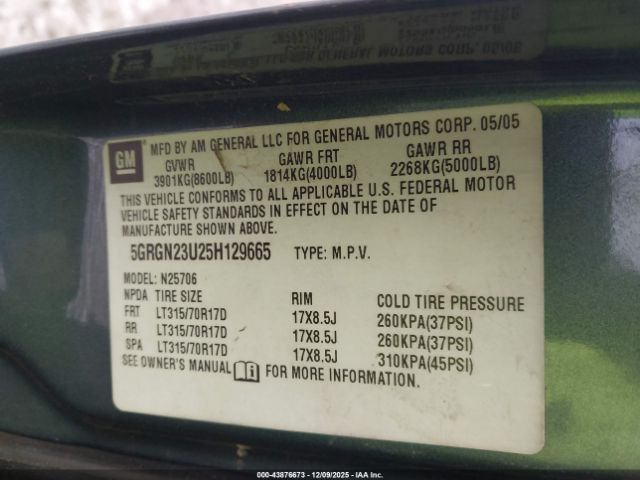 GM
MFD BY AM GENERAL LLC FOR GENERAL MOTORS CORP. 05/05
GVWR GAWR FRT GAWR RR
3901KG(8600LB) 1814KG(4000LB) 2268KG(5000LB)
THIS VEHICLE CONFORMS TO ALL APPLICABLE U.S. FEDERAL MOTOR
VEHICLE SAFETY STANDARDS IN EFFECT ON THE DATE OF
MANUFACTURE SHOWN ABOVE.
5GRGN23U25H129665 TYPE: M.P.V.
MODEL: N25706
NPDA TIRE SIZE RIM COLD TIRE PRESSURE
FRT LT315/70R17D 17X8.5J 260KPA(37PSI)
RR LT315/70R17D 17X8.5J 260KPA(37PSI)
SPA LT315/70R17D 17X8.5J 310KPA(45PSI)
SEE OWNER'S MANUAL FOR MORE INFORMATION.
00-43876673 - 12/09/2025 - IAA Inc.